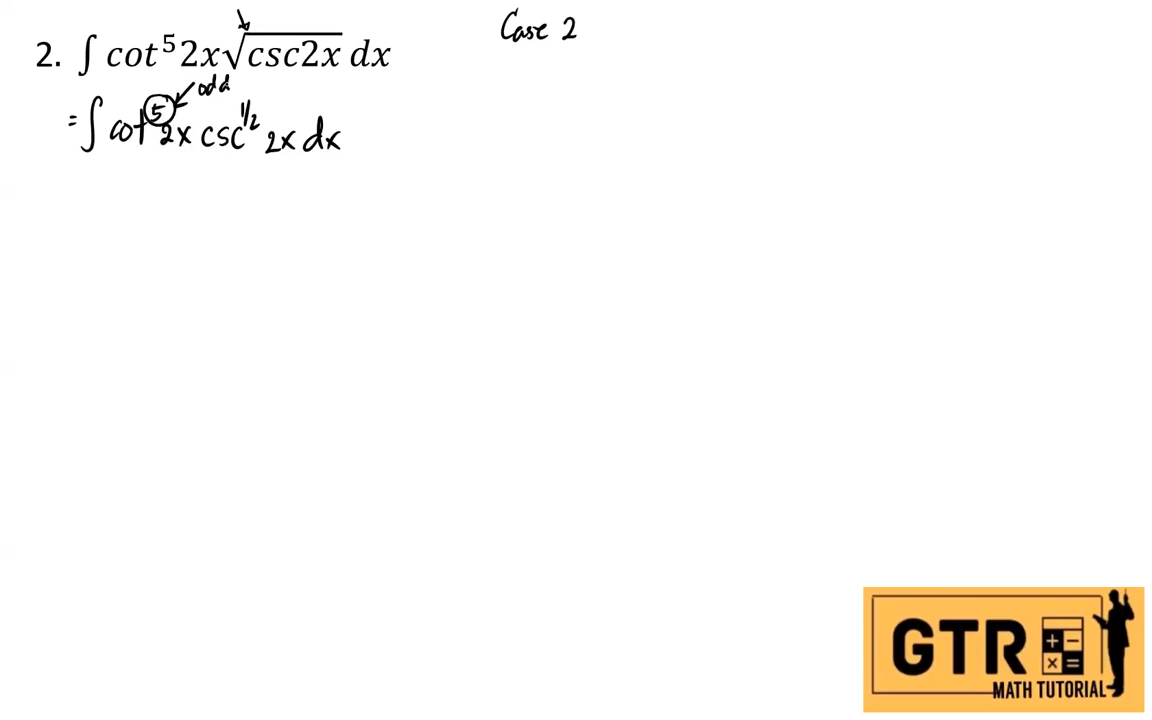 Case 2
2. ∫ cot⁵2x√csc2x dx
odd
= ∫ cot⁵ 2x csc^1/2 2x dx
GTR
MATH TUTORIAL